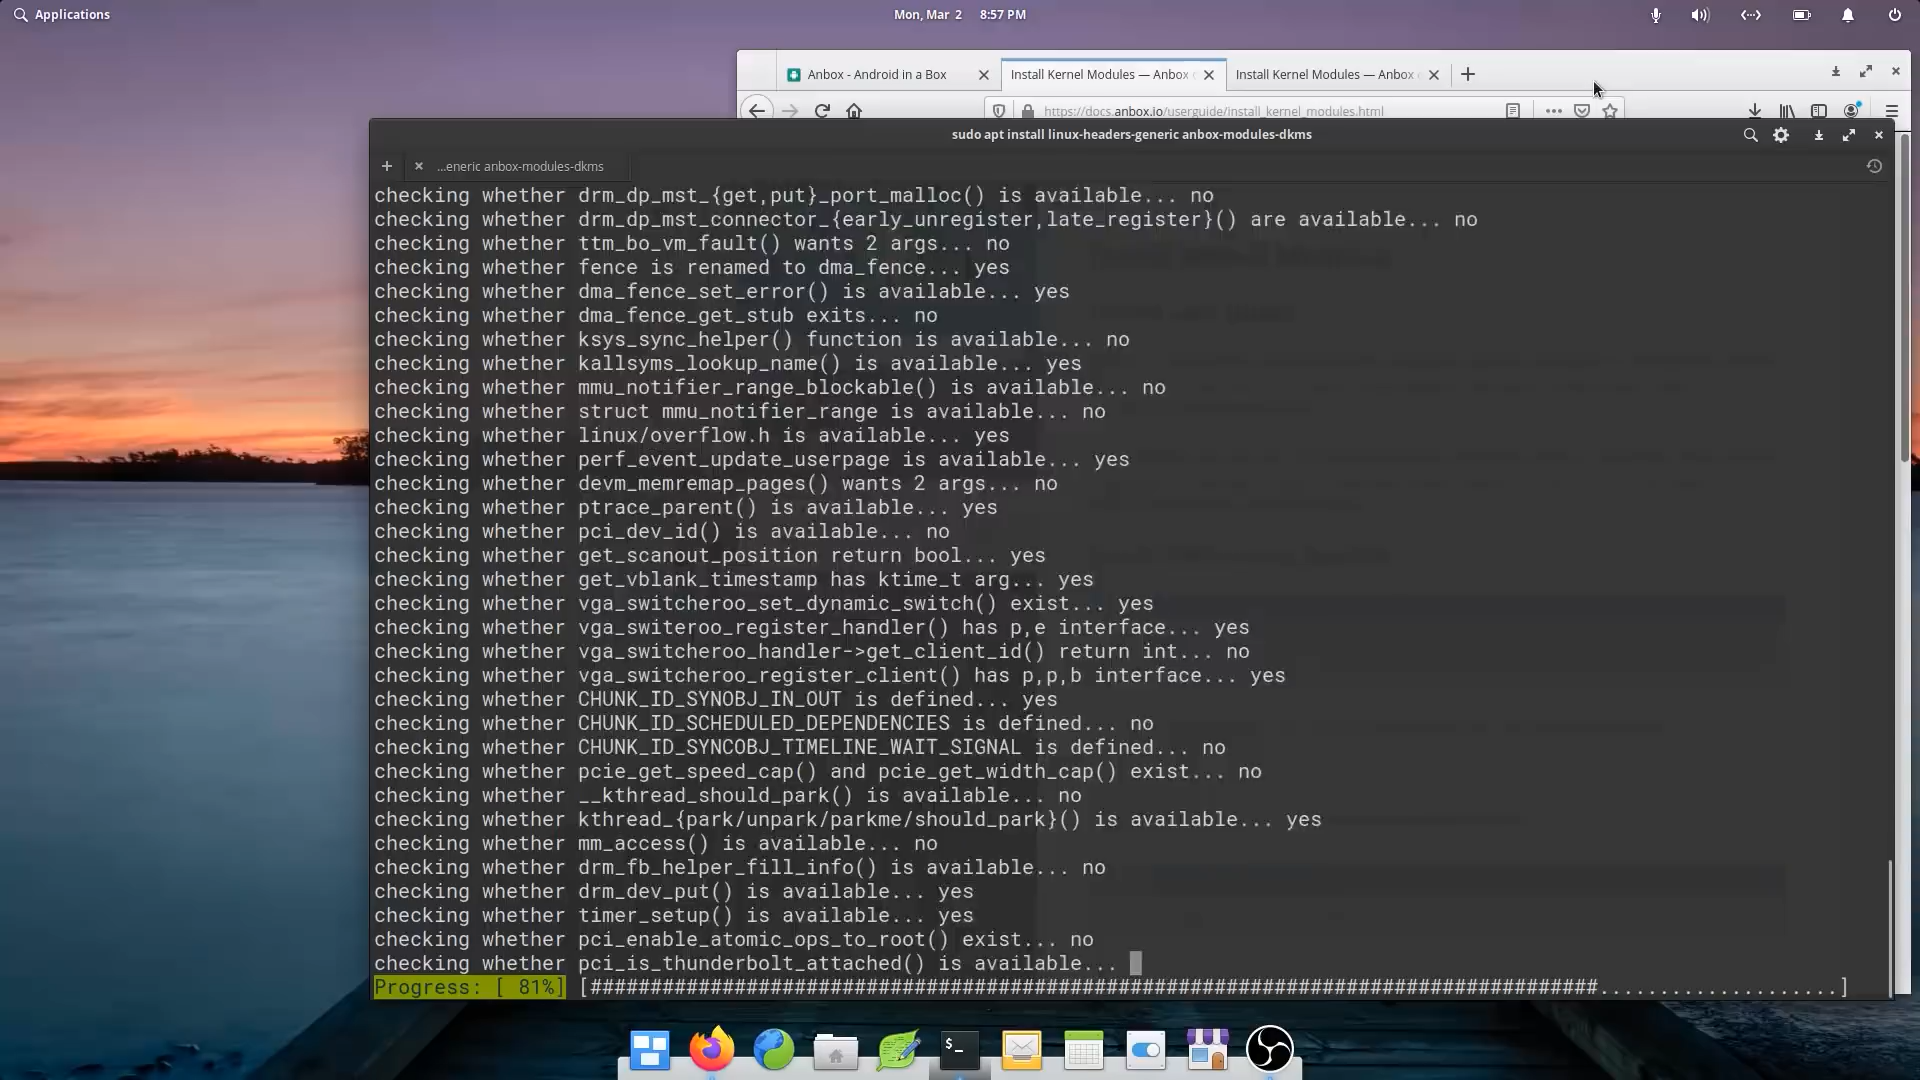 Applications
Mon, Mar 2 8:57 PM
Anbox - Android in a Box
Install Kernel Modules — Anbox
Install Kernel Modules — Anbox
https://docs.anbox.io/userguide/install_kernel_modules.html
sudo apt install linux-headers-generic anbox-modules-dkms
...eneric anbox-modules-dkms
checking whether drm_dp_mst_{get,put}_port_malloc() is available... no
checking whether drm_dp_mst_connector_{early_unregister,late_register}() are available... no
checking whether ttm_bo_vm_fault() wants 2 args... no
checking whether fence is renamed to dma_fence... yes
checking whether dma_fence_set_error() is available... yes
checking whether dma_fence_get_stub exits... no
checking whether ksys_sync_helper() function is available... no
checking whether kallsyms_lookup_name() is available... yes
checking whether mmu_notifier_range_blockable() is available... no
checking whether struct mmu_notifier_range is available... no
checking whether linux/overflow.h is available... yes
checking whether perf_event_update_userpage is available... yes
checking whether devm_memremap_pages() wants 2 args... no
checking whether ptrace_parent() is available... yes
checking whether pci_dev_id() is available... no
checking whether get_scanout_position return bool... yes
checking whether get_vblank_timestamp has ktime_t arg... yes
checking whether vga_switcheroo_set_dynamic_switch() exist... yes
checking whether vga_switeroo_register_handler() has p,e interface... yes
checking whether vga_switcheroo_handler->get_client_id() return int... no
checking whether vga_switcheroo_register_client() has p,p,b interface... yes
checking whether CHUNK_ID_SYNOBJ_IN_OUT is defined... yes
checking whether CHUNK_ID_SCHEDULED_DEPENDENCIES is defined... no
checking whether CHUNK_ID_SYNCOBJ_TIMELINE_WAIT_SIGNAL is defined... no
checking whether pcie_get_speed_cap() and pcie_get_width_cap() exist... no
checking whether __kthread_should_park() is available... no
checking whether kthread_{park/unpark/parkme/should_park}() is available... yes
checking whether mm_access() is available... no
checking whether drm_fb_helper_fill_info() is available... no
checking whether drm_dev_put() is available... yes
checking whether timer_setup() is available... yes
checking whether pci_enable_atomic_ops_to_root() exist... no
checking whether pci_is_thunderbolt_attached() is available...
Progress: [ 81%] [####################################################################################....................]